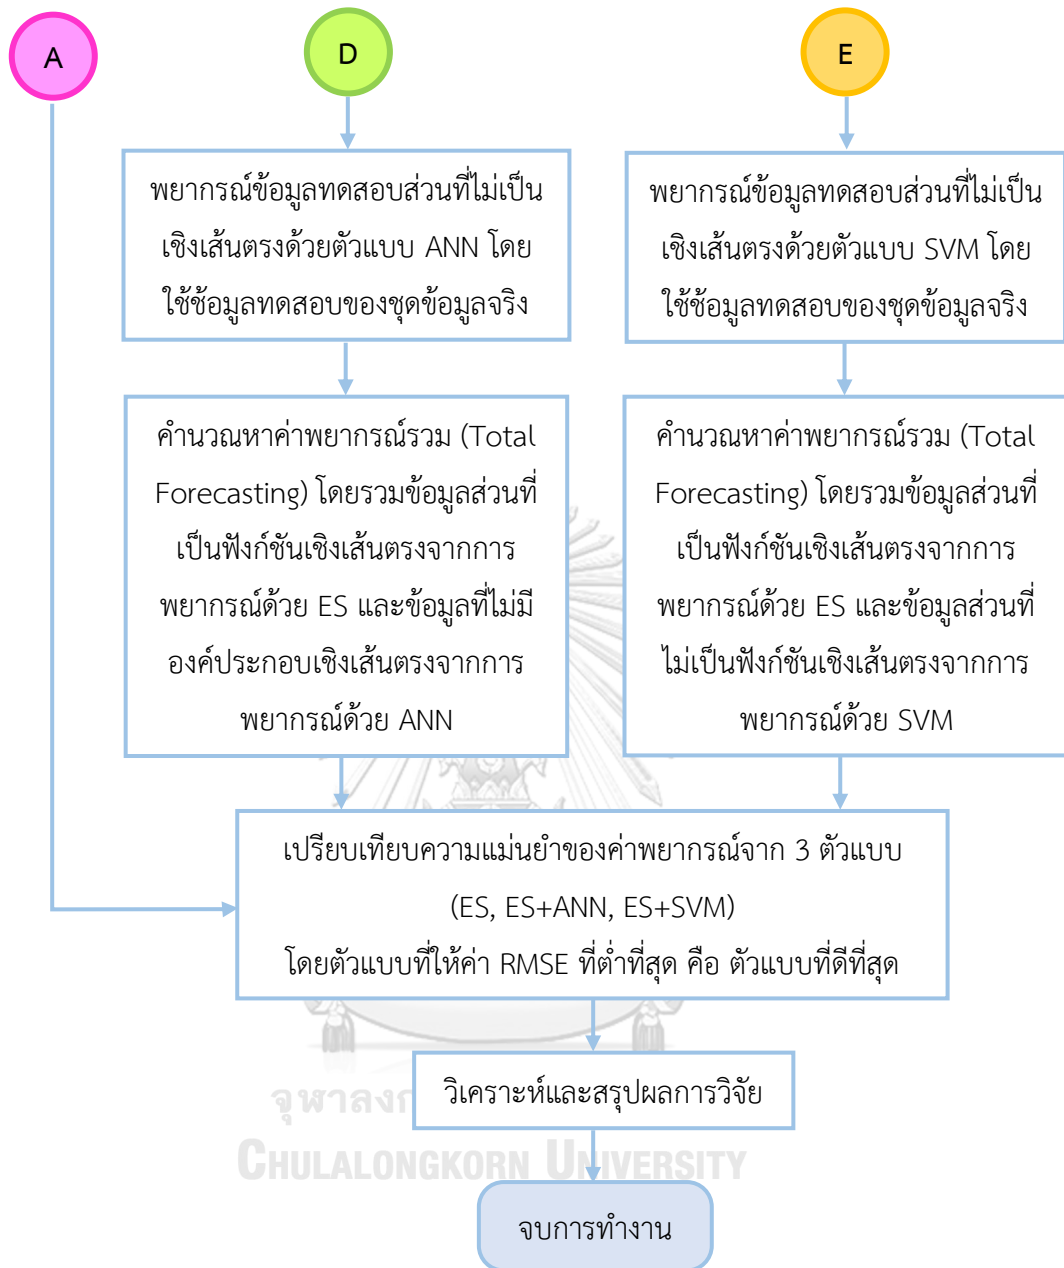 A
D
E
พยากรณ์ข้อมูลทดสอบส่วนที่ไม่เป็น
เชิงเส้นตรงด้วยตัวแบบ ANN โดย
ใช้ช้อมูลทดสอบของชุดข้อมูลจริง
พยากรณ์ข้อมูลทดสอบส่วนที่ไม่เป็น
เชิงเส้นตรงด้วยตัวแบบ SVM โดย
ใช้ช้อมูลทดสอบของชุดข้อมูลจริง
คำนวณหาค่าพยากรณ์รวม (Total
Forecasting) โดยรวมข้อมูลส่วนที่
เป็นฟังก์ชันเชิงเส้นตรงจากการ
พยากรณ์ด้วย ES และข้อมูลที่ไม่มี
องค์ประกอบเชิงเส้นตรงจากการ
พยากรณ์ด้วย ANN
คำนวณหาค่าพยากรณ์รวม (Total
Forecasting) โดยรวมข้อมูลส่วนที่
เป็นฟังก์ชันเชิงเส้นตรงจากการ
พยากรณ์ด้วย ES และข้อมูลส่วนที่
ไม่เป็นฟังก์ชันเชิงเส้นตรงจากการ
พยากรณ์ด้วย SVM
เปรียบเทียบความแม่นยำของค่าพยากรณ์จาก 3 ตัวแบบ
(ES, ES+ANN, ES+SVM)
โดยตัวแบบที่ให้ค่า RMSE ที่ต่ำที่สุด คือ ตัวแบบที่ดีที่สุด
วิเคราะห์และสรุปผลการวิจัย
CHULALONGKORN UNIVERSITY
จบการทำงาน